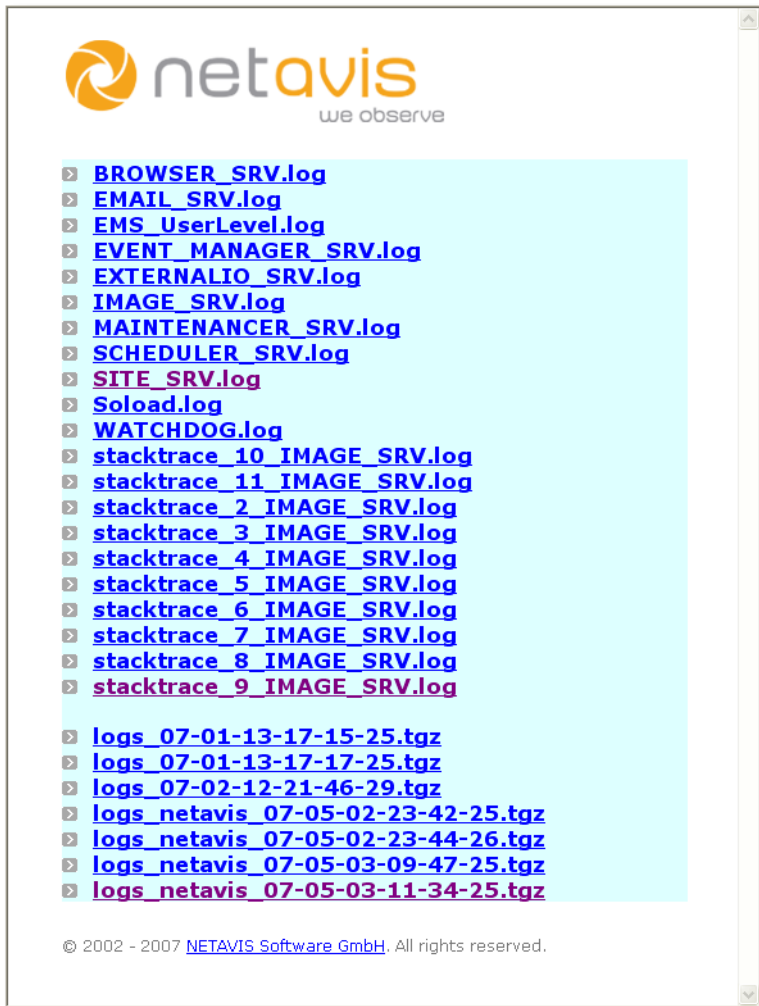 netavis
we observe
BROWSER_SRV.log
EMAIL_SRV.log
EMS_UserLevel.log
EVENT_MANAGER_SRV.log
EXTERNALIO_SRV.log
IMAGE_SRV.log
MAINTENANCER_SRV.log
SCHEDULER_SRV.log
SITE_SRV.log
Soload.log
WATCHDOG.log
stacktrace_10_IMAGE_SRV.log
stacktrace_11_IMAGE_SRV.log
stacktrace_2_IMAGE_SRV.log
stacktrace_3_IMAGE_SRV.log
stacktrace_4_IMAGE_SRV.log
stacktrace_5_IMAGE_SRV.log
stacktrace_6_IMAGE_SRV.log
stacktrace_7_IMAGE_SRV.log
stacktrace_8_IMAGE_SRV.log
stacktrace_9_IMAGE_SRV.log
logs_07-01-13-17-15-25.tgz
logs_07-01-13-17-17-25.tgz
logs_07-02-12-21-46-29.tgz
logs_netavis_07-05-02-23-42-25.tgz
logs_netavis_07-05-02-23-44-26.tgz
logs_netavis_07-05-03-09-47-25.tgz
logs_netavis_07-05-03-11-34-25.tgz
© 2002 - 2007 NETAVIS Software GmbH. All rights reserved.